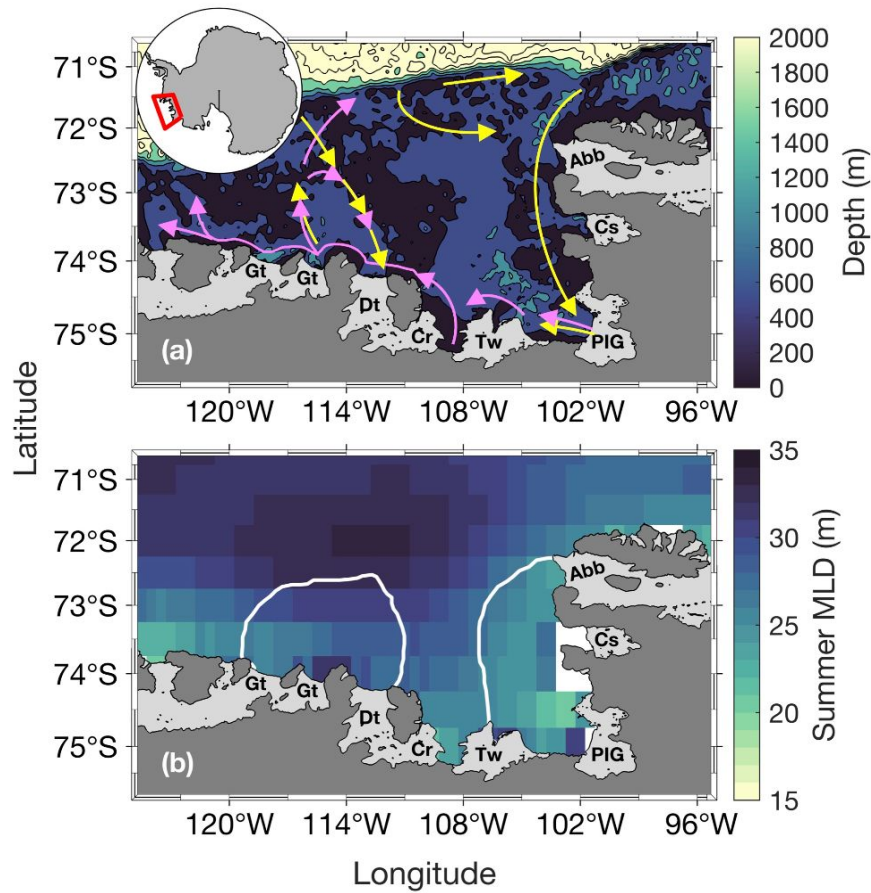 71°S
72°S
73°S
74°S
75°S
Abb
Cs
Gt
Gt
Dt
Cr
Tw
PIG
(a)
120°W 114°W 108°W 102°W 96°W
2000
1800
1600
1400
1200
1000
800
600
400
200
0
Depth (m)
Latitude
71°S
72°S
73°S
74°S
75°S
Abb
Cs
Gt
Gt
Dt
Cr
Tw
PIG
(b)
120°W 114°W 108°W 102°W 96°W
35
30
25
20
15
Summer MLD (m)
Longitude